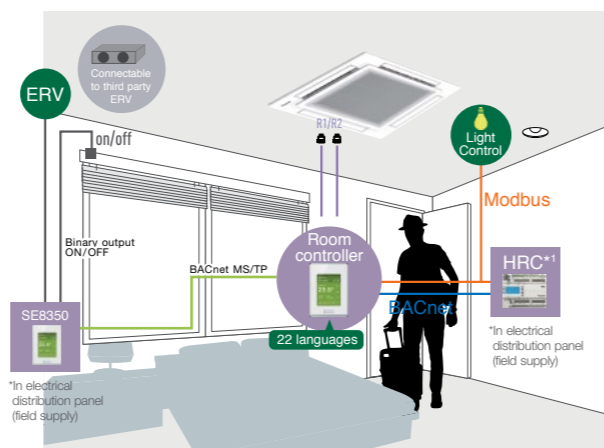 Connectable
to third party
ERV
ERV
on/off
R1/R2
Light
Control
Modbus
Binary output
ON/OFF
BACnet MS/TP
Room
controller
HRC*1
BACnet
SE8350
22 languages
*In electrical
distribution panel
(field supply)
*In electrical
distribution panel
(field supply)